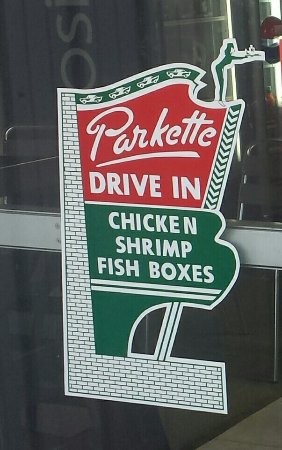 Parkette
DRIVE IN
CHICKEN
SHRIMP
FISH BOXES